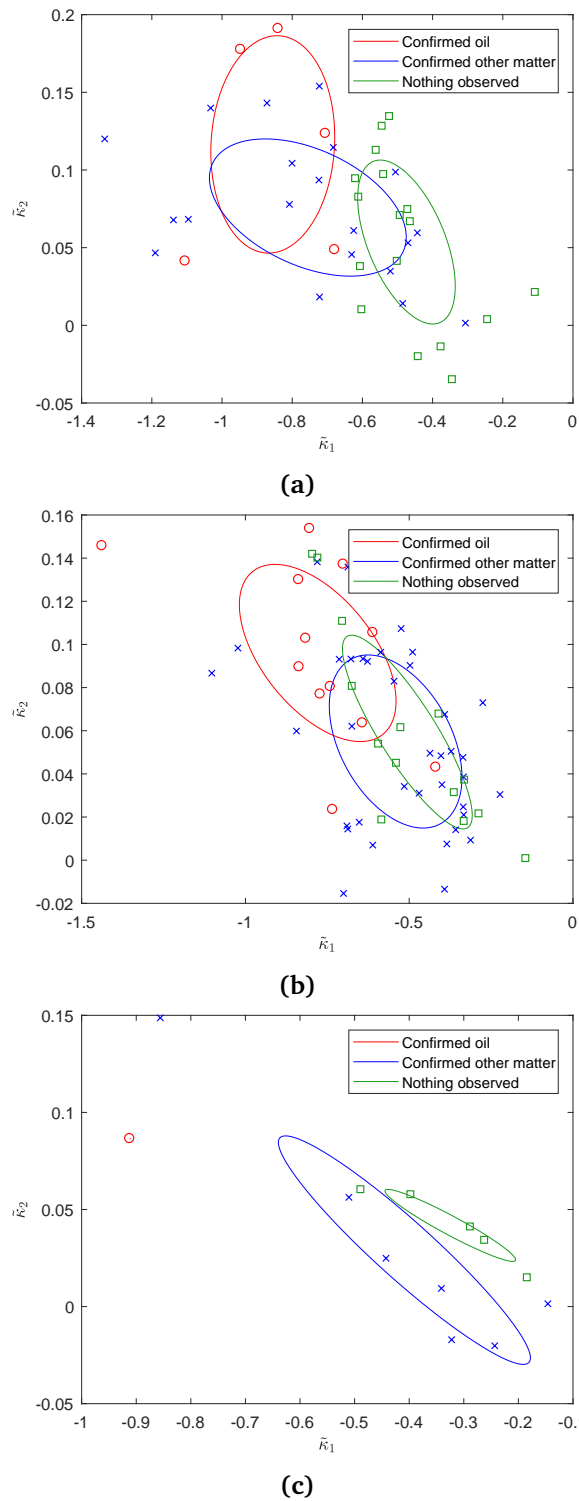 0.2
0.15
0.1
0.05
0
-0.05
κ̃₂
Confirmed oil
Confirmed other matter
Nothing observed
-1.4 -1.2 -1 -0.8 -0.6 -0.4 -0.2 0
κ̃₁
(a)
0.16
0.14
0.12
0.1
0.08
0.06
0.04
0.02
0
-0.02
κ̃₂
Confirmed oil
Confirmed other matter
Nothing observed
-1.5 -1 -0.5 0
κ̃₁
(b)
0.15
0.1
0.05
0
-0.05
κ̃₂
Confirmed oil
Confirmed other matter
Nothing observed
-1 -0.9 -0.8 -0.7 -0.6 -0.5 -0.4 -0.3 -0.2 -0.1
κ̃₁
(c)